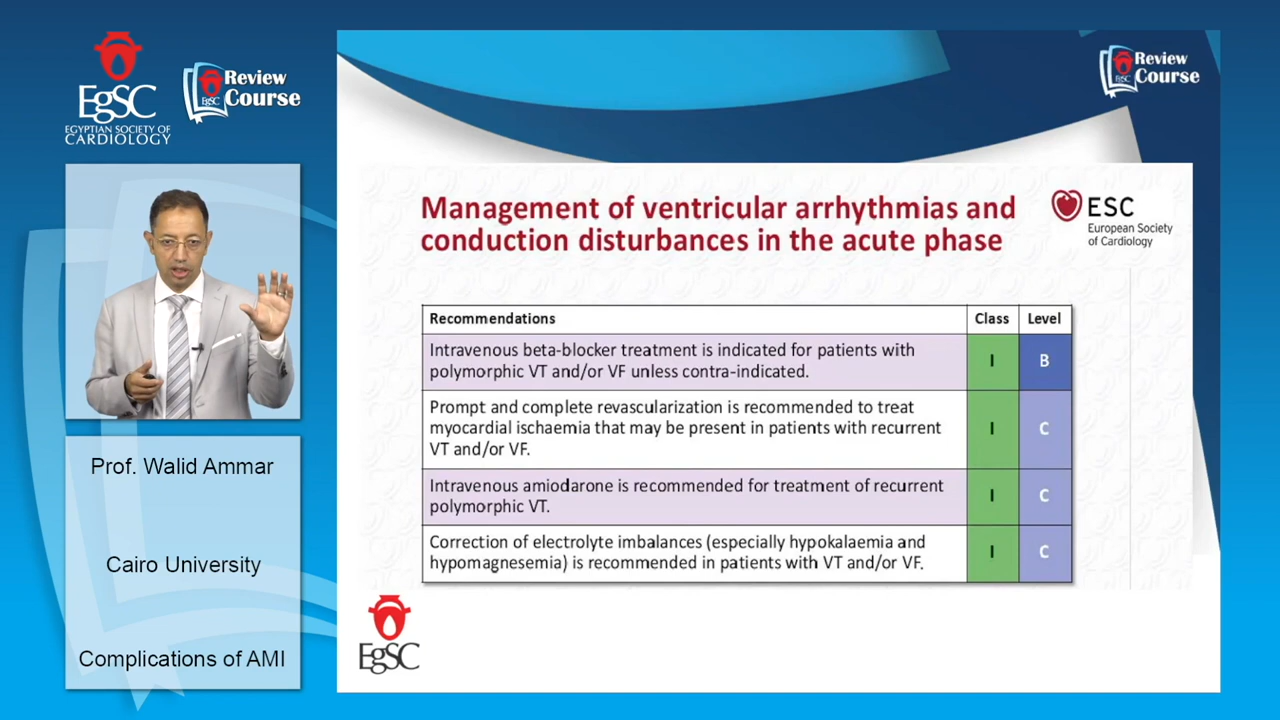 EgSC
EGYPTIAN SOCIETY OF
CARDIOLOGY
EgSC
Review
Course
Prof. Walid Ammar
Cairo University
Complications of AMI
EgSC
Review
Course
Management of ventricular arrhythmias and
conduction disturbances in the acute phase
ESC
European Society
of Cardiology
Recommendations Class Level
Intravenous beta-blocker treatment is indicated for patients with
polymorphic VT and/or VF unless contra-indicated.
I B
Prompt and complete revascularization is recommended to treat
myocardial ischaemia that may be present in patients with recurrent
VT and/or VF.
I C
Intravenous amiodarone is recommended for treatment of recurrent
polymorphic VT.
I C
Correction of electrolyte imbalances (especially hypokalaemia and
hypomagnesemia) is recommended in patients with VT and/or VF.
I C
EgSC